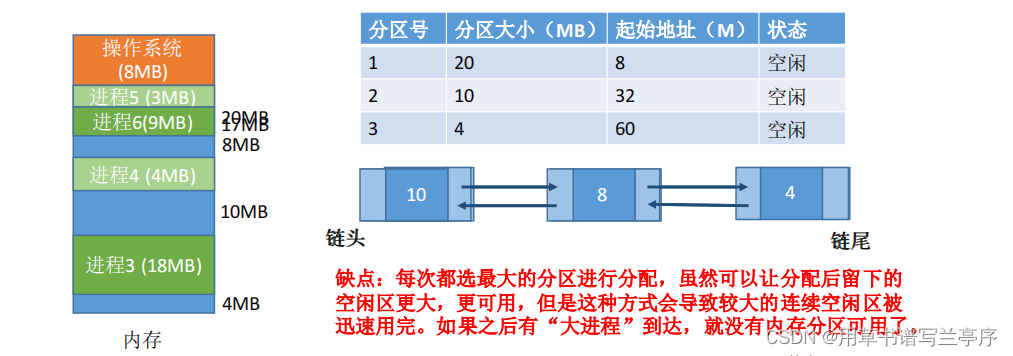 操作系统
(8MB)
进程5 (3MB)
进程6(9MB)
20MB
17MB
8MB
进程4 (4MB)
10MB
进程3 (18MB)
4MB
内存
分区号 分区大小（MB） 起始地址（M） 状态
1 20 8 空闲
2 10 32 空闲
3 4 60 空闲
10 8 4
链头 链尾
缺点：每次都选最大的分区进行分配，虽然可以让分配后留下的
空闲区更大，更可用，但是这种方式会导致较大的连续空闲区被
迅速用完。如果之后有“大进程”到达，就没有内存分区可用了。
CSDN @用草书谱写兰亭序